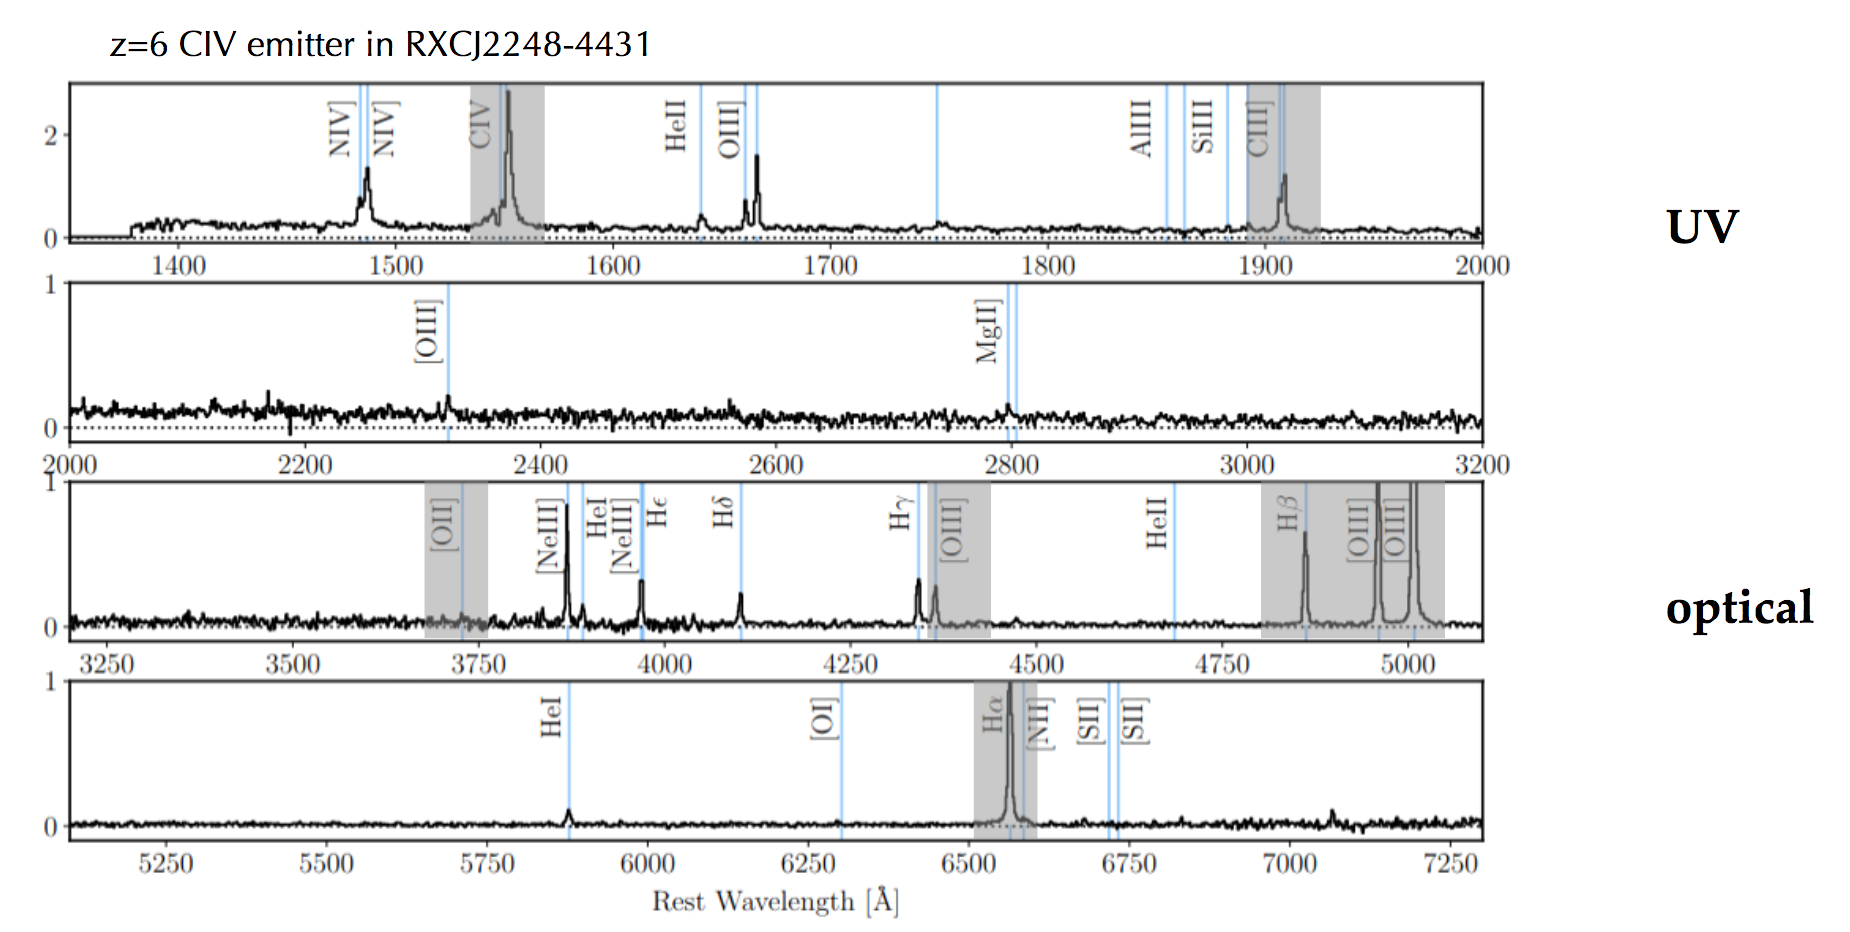 z=6 CIV emitter in RXCJ2248-4431
NIV] NIV] CIV HeII OIII] AlIII SiIII CIII]
2
0
1400 1500 1600 1700 1800 1900 2000
UV
1
[OIII] MgII]
0
2000 2200 2400 2600 2800 3000 3200
1
[OII] [NeIII] HeI [NeIII] Hϵ Hδ Hγ [OIII] HeII Hβ [OIII] [OIII]
0
3250 3500 3750 4000 4250 4500 4750 5000
optical
1
HeI [OI] Hα [NII] [SII] [SII]
0
5250 5500 5750 6000 6250 6500 6750 7000 7250
Rest Wavelength [Å]